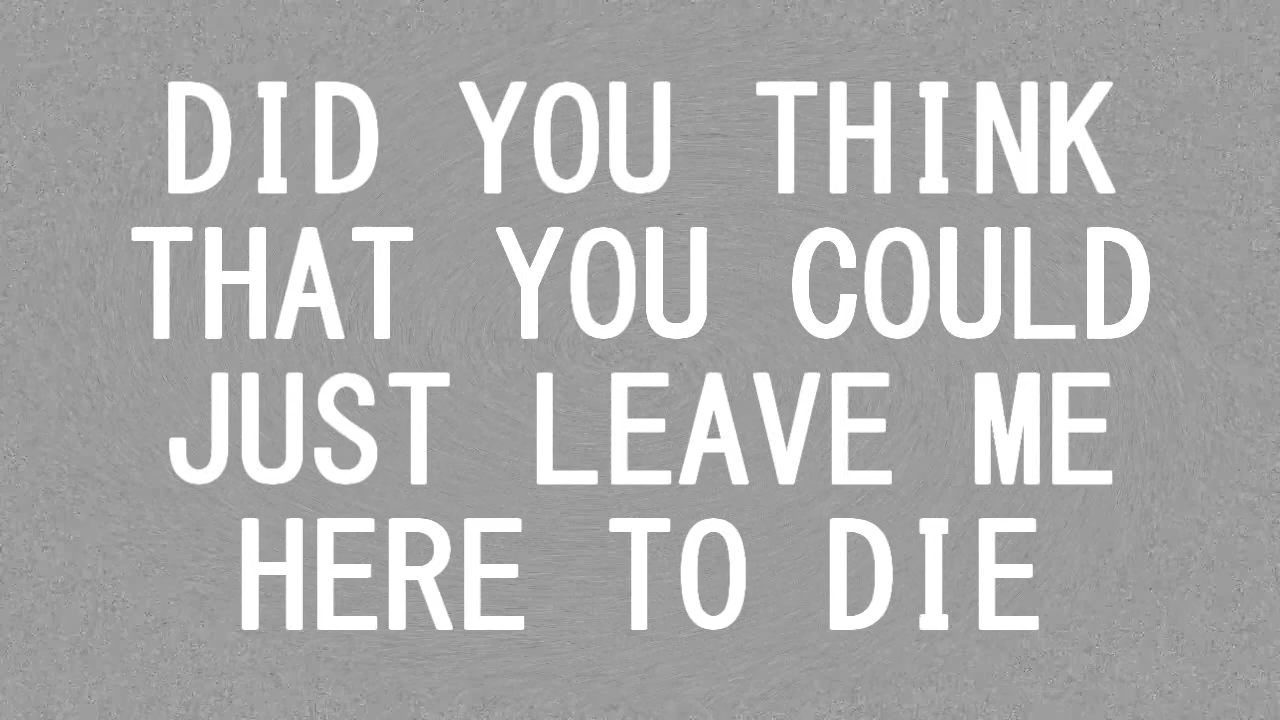 DID YOU THINK
THAT YOU COULD
JUST LEAVE ME
HERE TO DIE